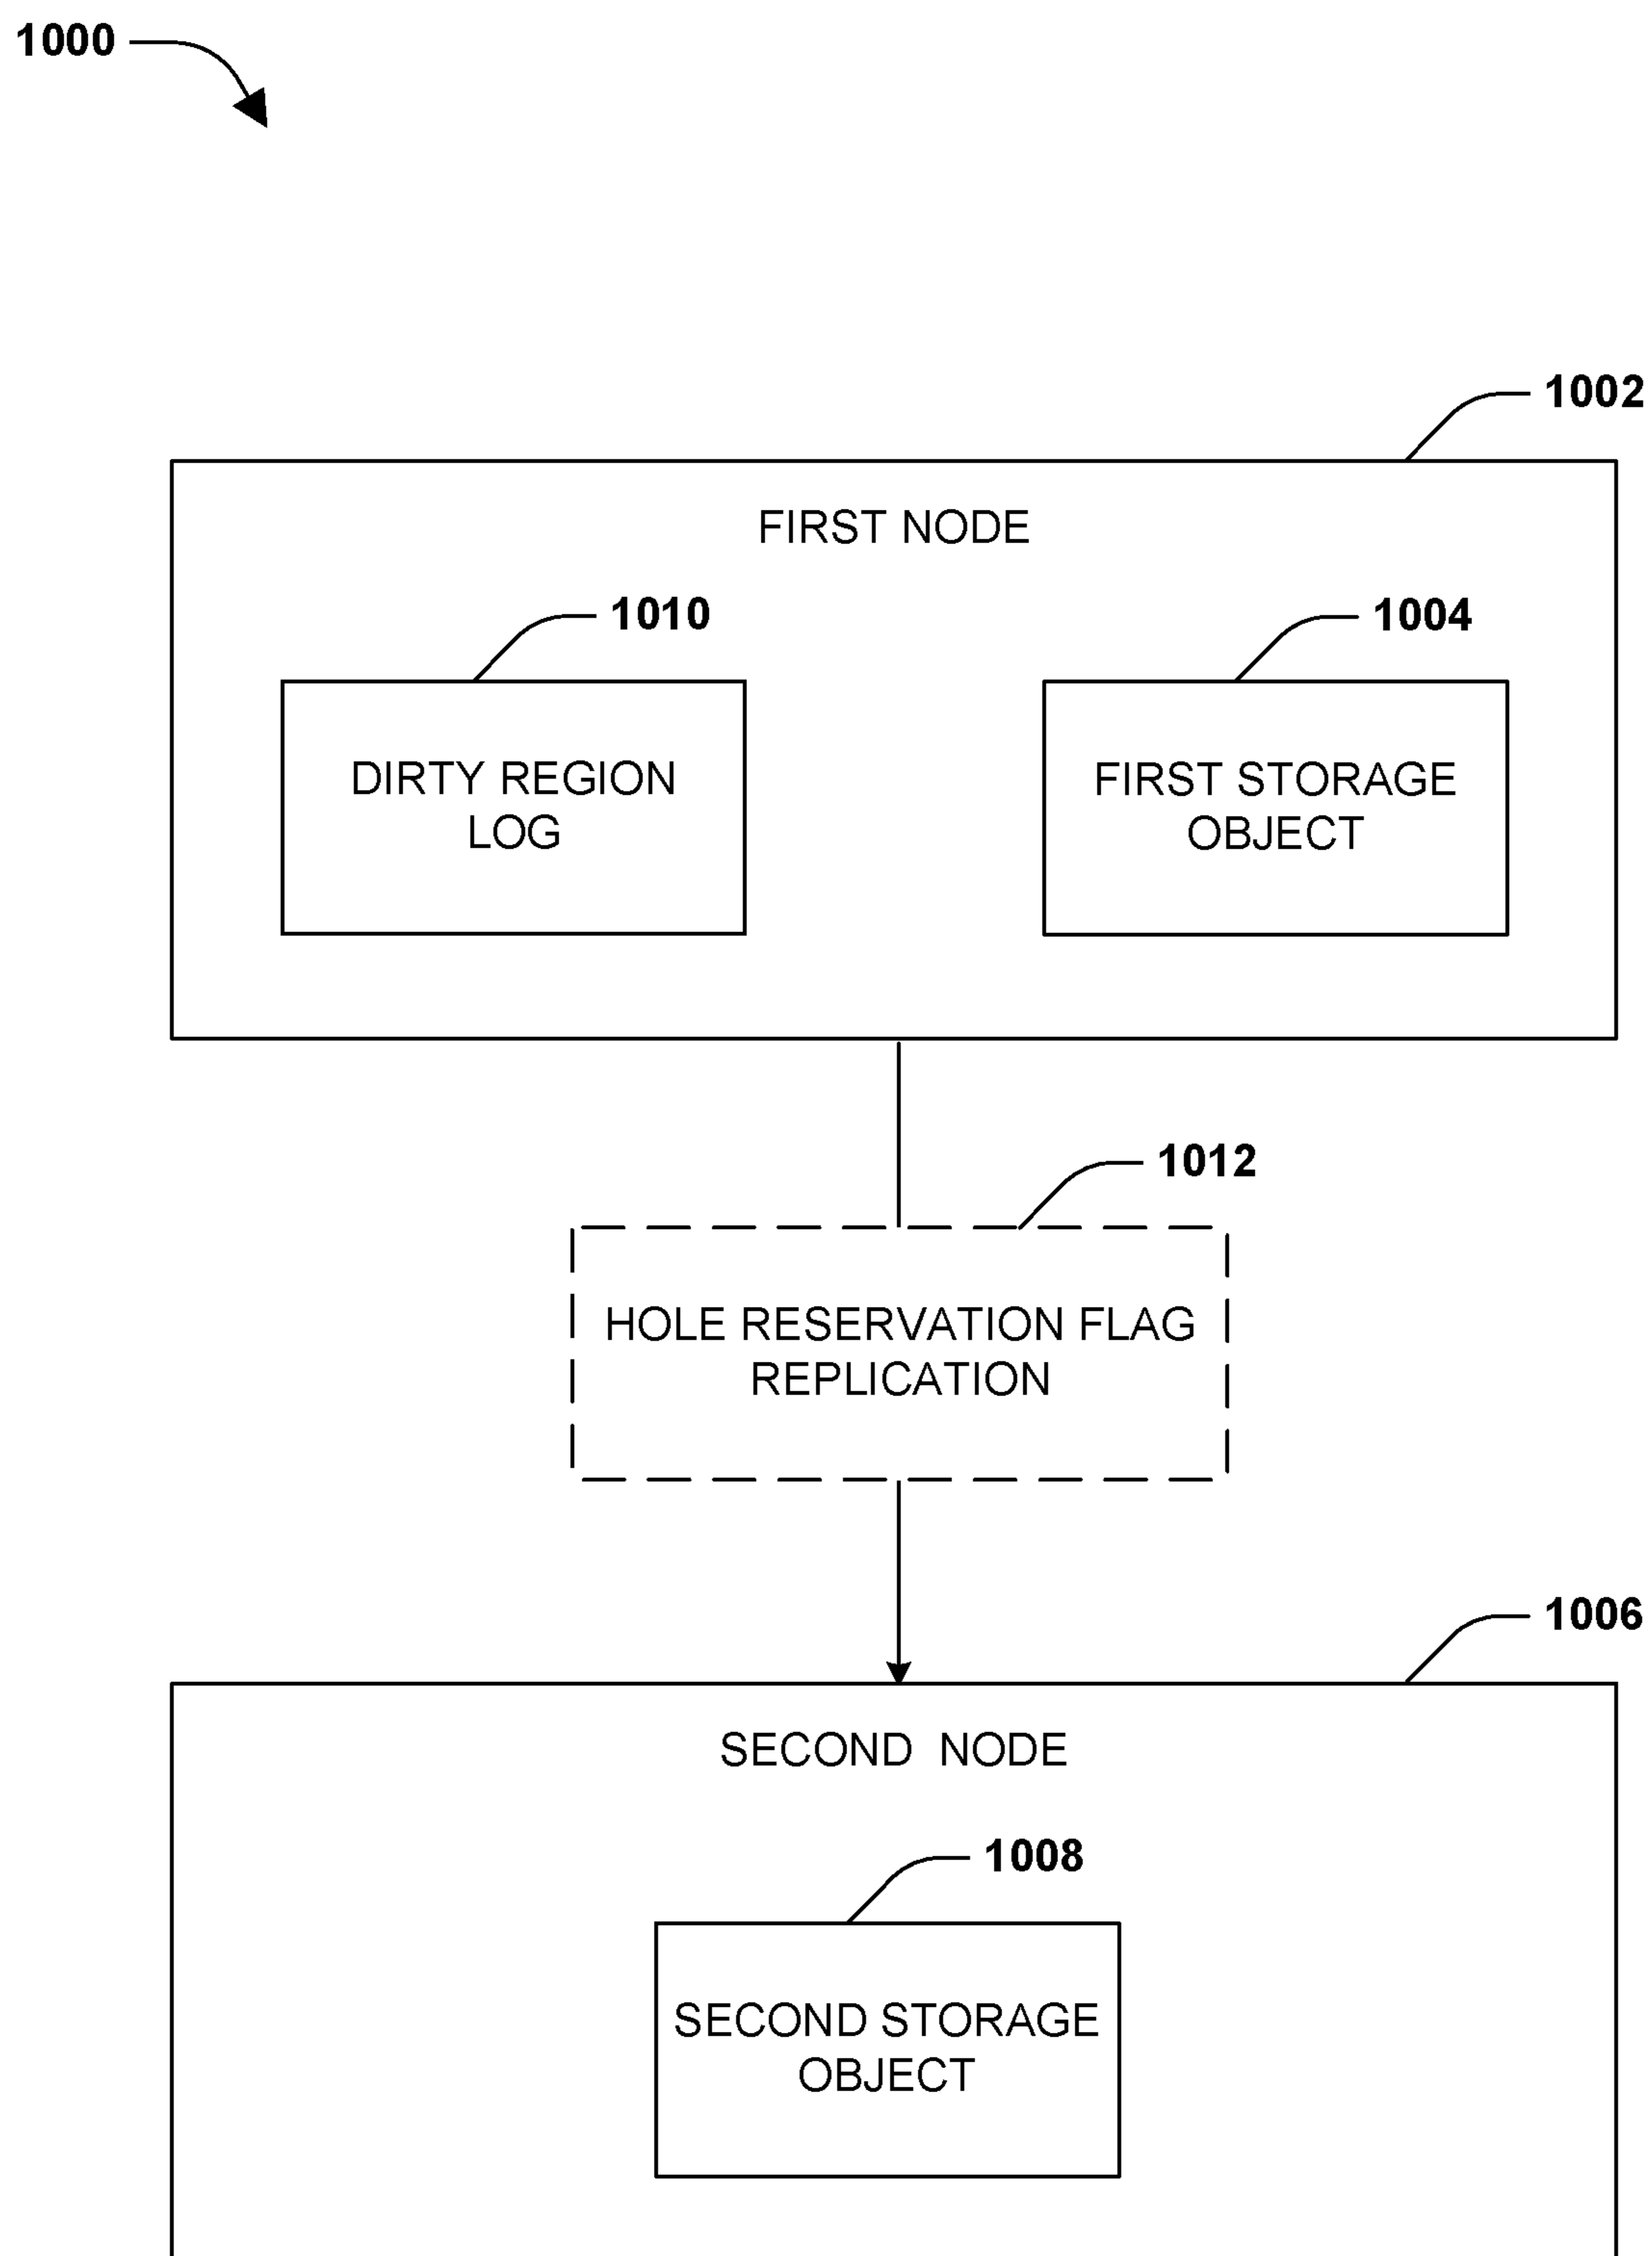 1000
1002
FIRST NODE
1010
1004
DIRTY REGION
LOG
FIRST STORAGE
OBJECT
1012
HOLE RESERVATION FLAG
REPLICATION
1006
SECOND NODE
1008
SECOND STORAGE
OBJECT